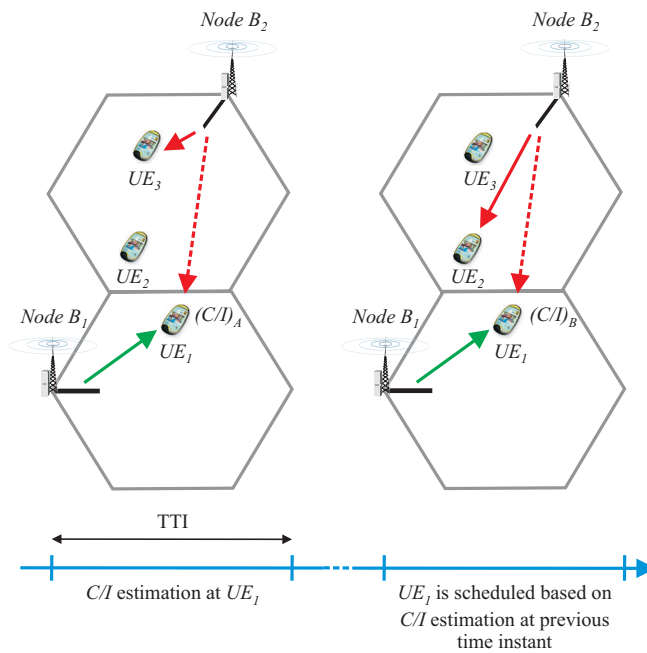 Node B2
Node B2
UE3
UE3
UE2
UE2
Node B1
(C/I)A
Node B1
(C/I)B
UE1
UE1
TTI
C/I estimation at UE1
UE1 is scheduled based on
C/I estimation at previous
time instant